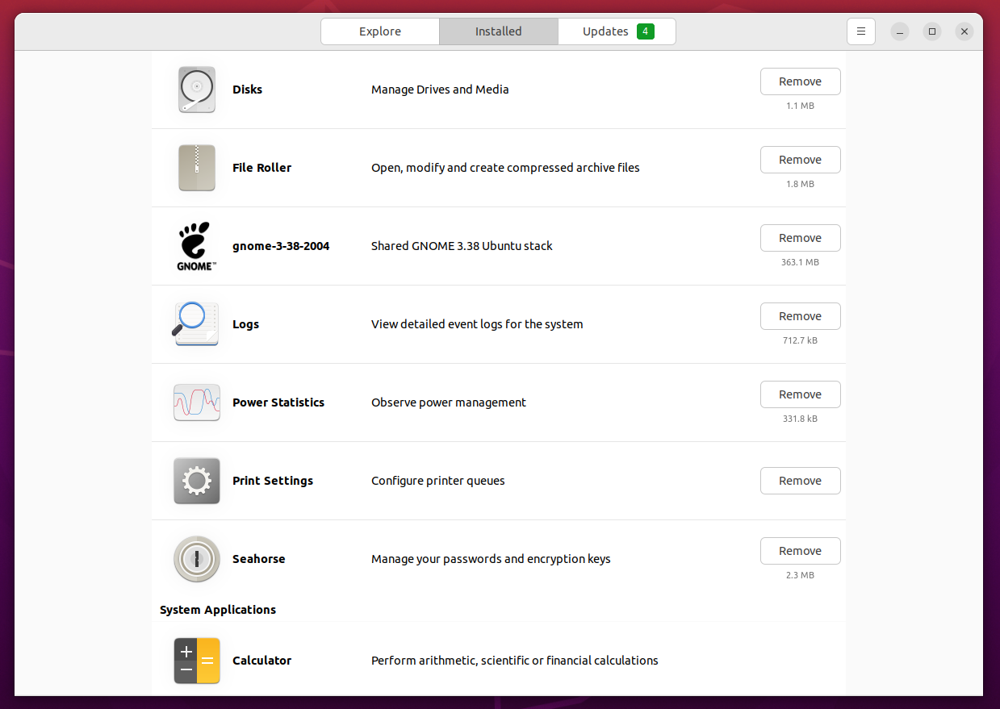 Explore Installed Updates 4
Disks Manage Drives and Media Remove
1.1 MB
File Roller Open, modify and create compressed archive files Remove
1.8 MB
GNOME™ gnome-3-38-2004 Shared GNOME 3.38 Ubuntu stack Remove
363.1 MB
Logs View detailed event logs for the system Remove
712.7 kB
Power Statistics Observe power management Remove
331.8 kB
Print Settings Configure printer queues Remove
Seahorse Manage your passwords and encryption keys Remove
2.3 MB
System Applications
Calculator Perform arithmetic, scientific or financial calculations